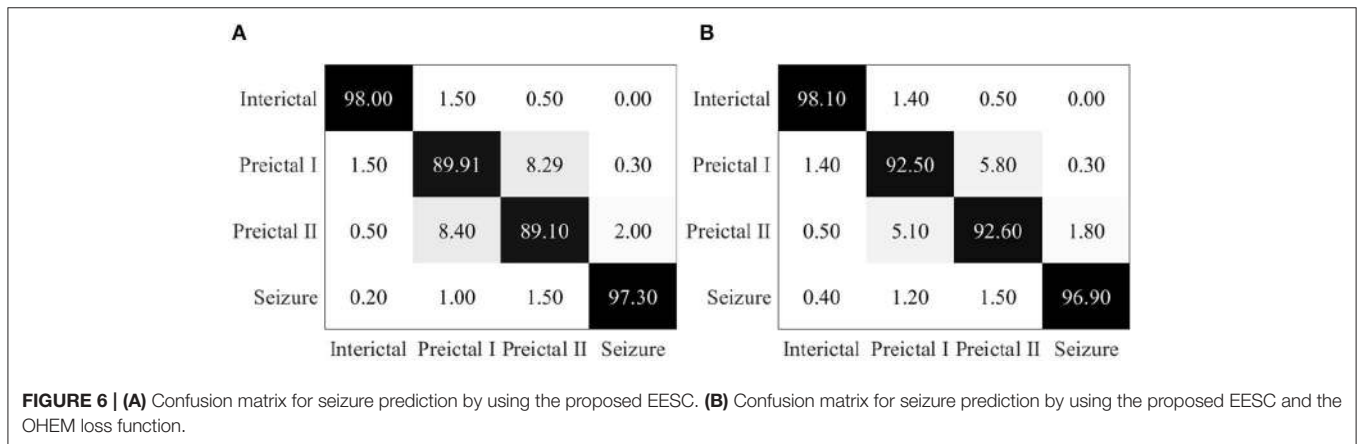 A
B
Interictal 98.00 1.50 0.50 0.00
Preictal I 1.50 89.91 8.29 0.30
Preictal II 0.50 8.40 89.10 2.00
Seizure 0.20 1.00 1.50 97.30
Interictal Preictal I Preictal II Seizure
Interictal 98.10 1.40 0.50 0.00
Preictal I 1.40 92.50 5.80 0.30
Preictal II 0.50 5.10 92.60 1.80
Seizure 0.40 1.20 1.50 96.90
Interictal Preictal I Preictal II Seizure
FIGURE 6 | (A) Confusion matrix for seizure prediction by using the proposed EESC. (B) Confusion matrix for seizure prediction by using the proposed EESC and the
OHEM loss function.